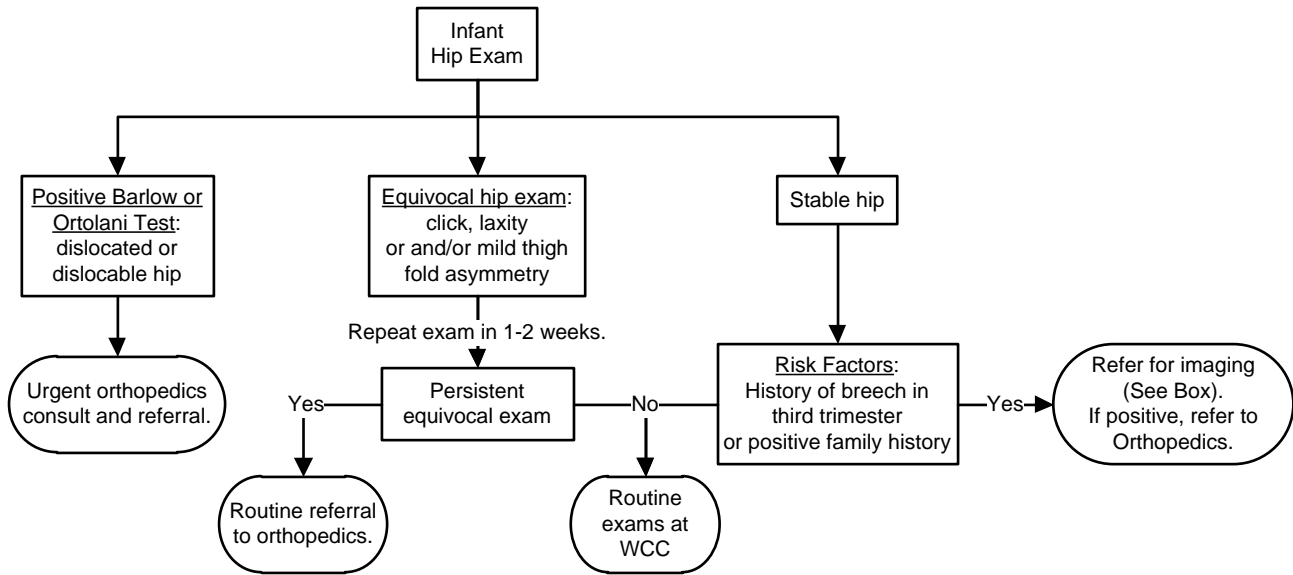 Infant
Hip Exam
Positive Barlow or
Ortolani Test:
dislocated or
dislocable hip
Equivocal hip exam:
click, laxity
or and/or mild thigh
fold asymmetry
Stable hip
Repeat exam in 1-2 weeks.
Urgent orthopedics
consult and referral.
Yes
Persistent
equivocal exam
No
Risk Factors:
History of breech in
third trimester
or positive family history
Yes
Refer for imaging
(See Box).
If positive, refer to
Orthopedics.
Routine referral
to orthopedics.
Routine
exams at
WCC